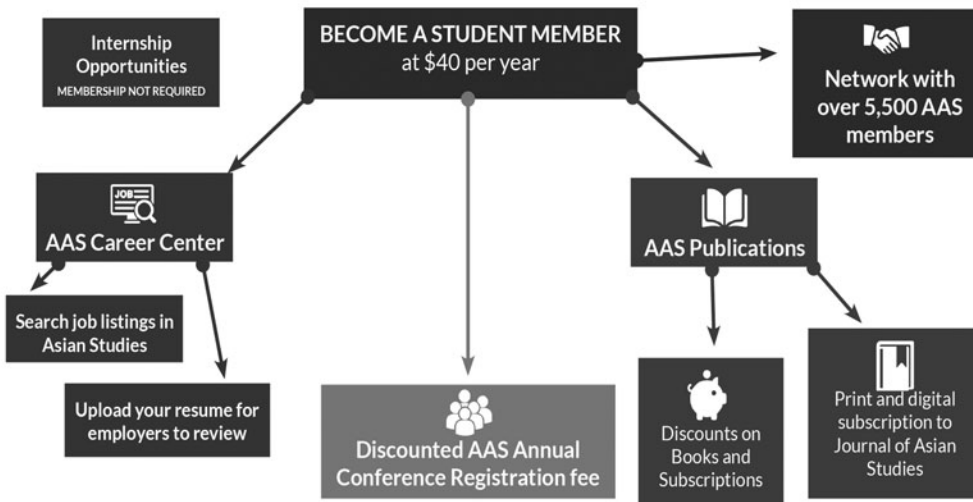 Internship
Opportunities
MEMBERSHIP NOT REQUIRED
BECOME A STUDENT MEMBER
at $40 per year
Network with
over 5,500 AAS
members
JOB
AAS Career Center
AAS Publications
Search job listings in
Asian Studies
Upload your resume for
employers to review
Discounted AAS Annual
Conference Registration fee
Discounts on
Books and
Subscriptions
Print and digital
subscription to
Journal of Asian
Studies